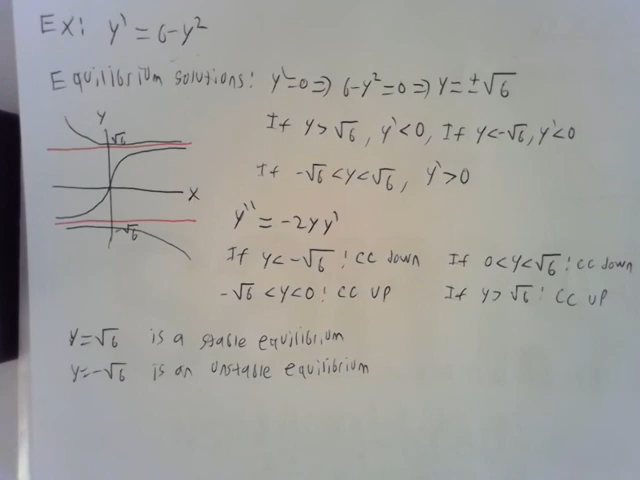 Ex: y' = 6-y²
Equilibrium solutions: y'=0 ⇒ 6-y²=0 ⇒ y=±√6
If y>√6, y'<0, If y<-√6, y'<0
If -√6<y<√6, y'>0
y
√6
x
-√6
y''=-2yy'
If y<-√6: cc down If 0<y<√6: cc down
-√6<y<0: cc up If y>√6: cc up
y=√6 is a stable equilibrium
y=-√6 is an unstable equilibrium